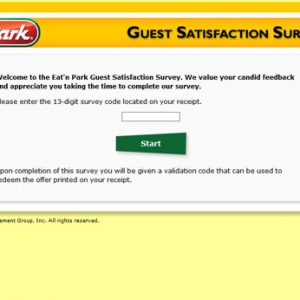 Park
GUEST SATISFACTION SUR
Welcome to the Eat'n Park Guest Satisfaction Survey. We value your candid feedback
and appreciate you taking the time to complete our survey.
lease enter the 13-digit survey code located on your receipt.
Start
pon completion of this survey you will be given a validation code that can be used to
edeem the offer printed on your receipt.
ement Group, Inc. All rights reserved.